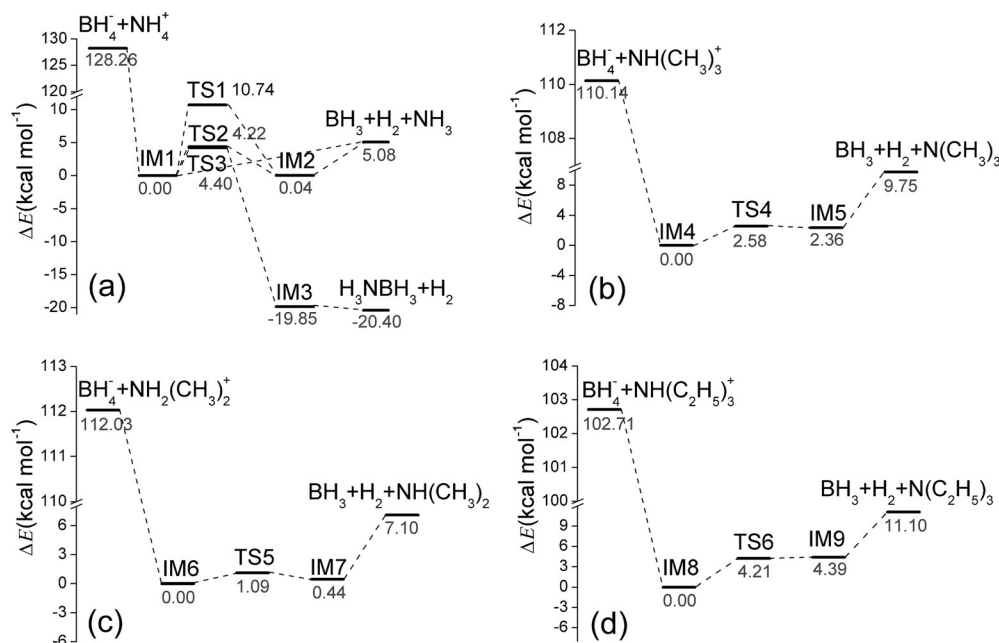 BH₄⁻+NH₄⁺
130
128.26
125
120
10
5
0
-5
-10
-15
-20
ΔE(kcal mol⁻¹)
TS1 10.74
TS2 4.22
IM1
0.00
TS3
4.40
IM2
0.04
BH₃+H₂+NH₃
5.08
IM3
-19.85
H₃NBH₃+H₂
-20.40
(a)
BH₄⁻+NH(CH₃)₃⁺
112
110
110.14
108
8
4
0
-4
-8
ΔE(kcal mol⁻¹)
IM4
0.00
TS4
2.58
IM5
2.36
BH₃+H₂+N(CH₃)₃
9.75
(b)
113
BH₄⁻+NH₂(CH₃)₂⁺
112
112.03
111
110
6
3
0
-3
-6
ΔE(kcal mol⁻¹)
IM6
0.00
TS5
1.09
IM7
0.44
BH₃+H₂+NH(CH₃)₂
7.10
(c)
104
BH₄⁻+NH(C₂H₅)₃⁺
103
102.71
102
101
100
9
6
3
0
-3
-6
ΔE(kcal mol⁻¹)
IM8
0.00
TS6
4.21
IM9
4.39
BH₃+H₂+N(C₂H₅)₃
11.10
(d)